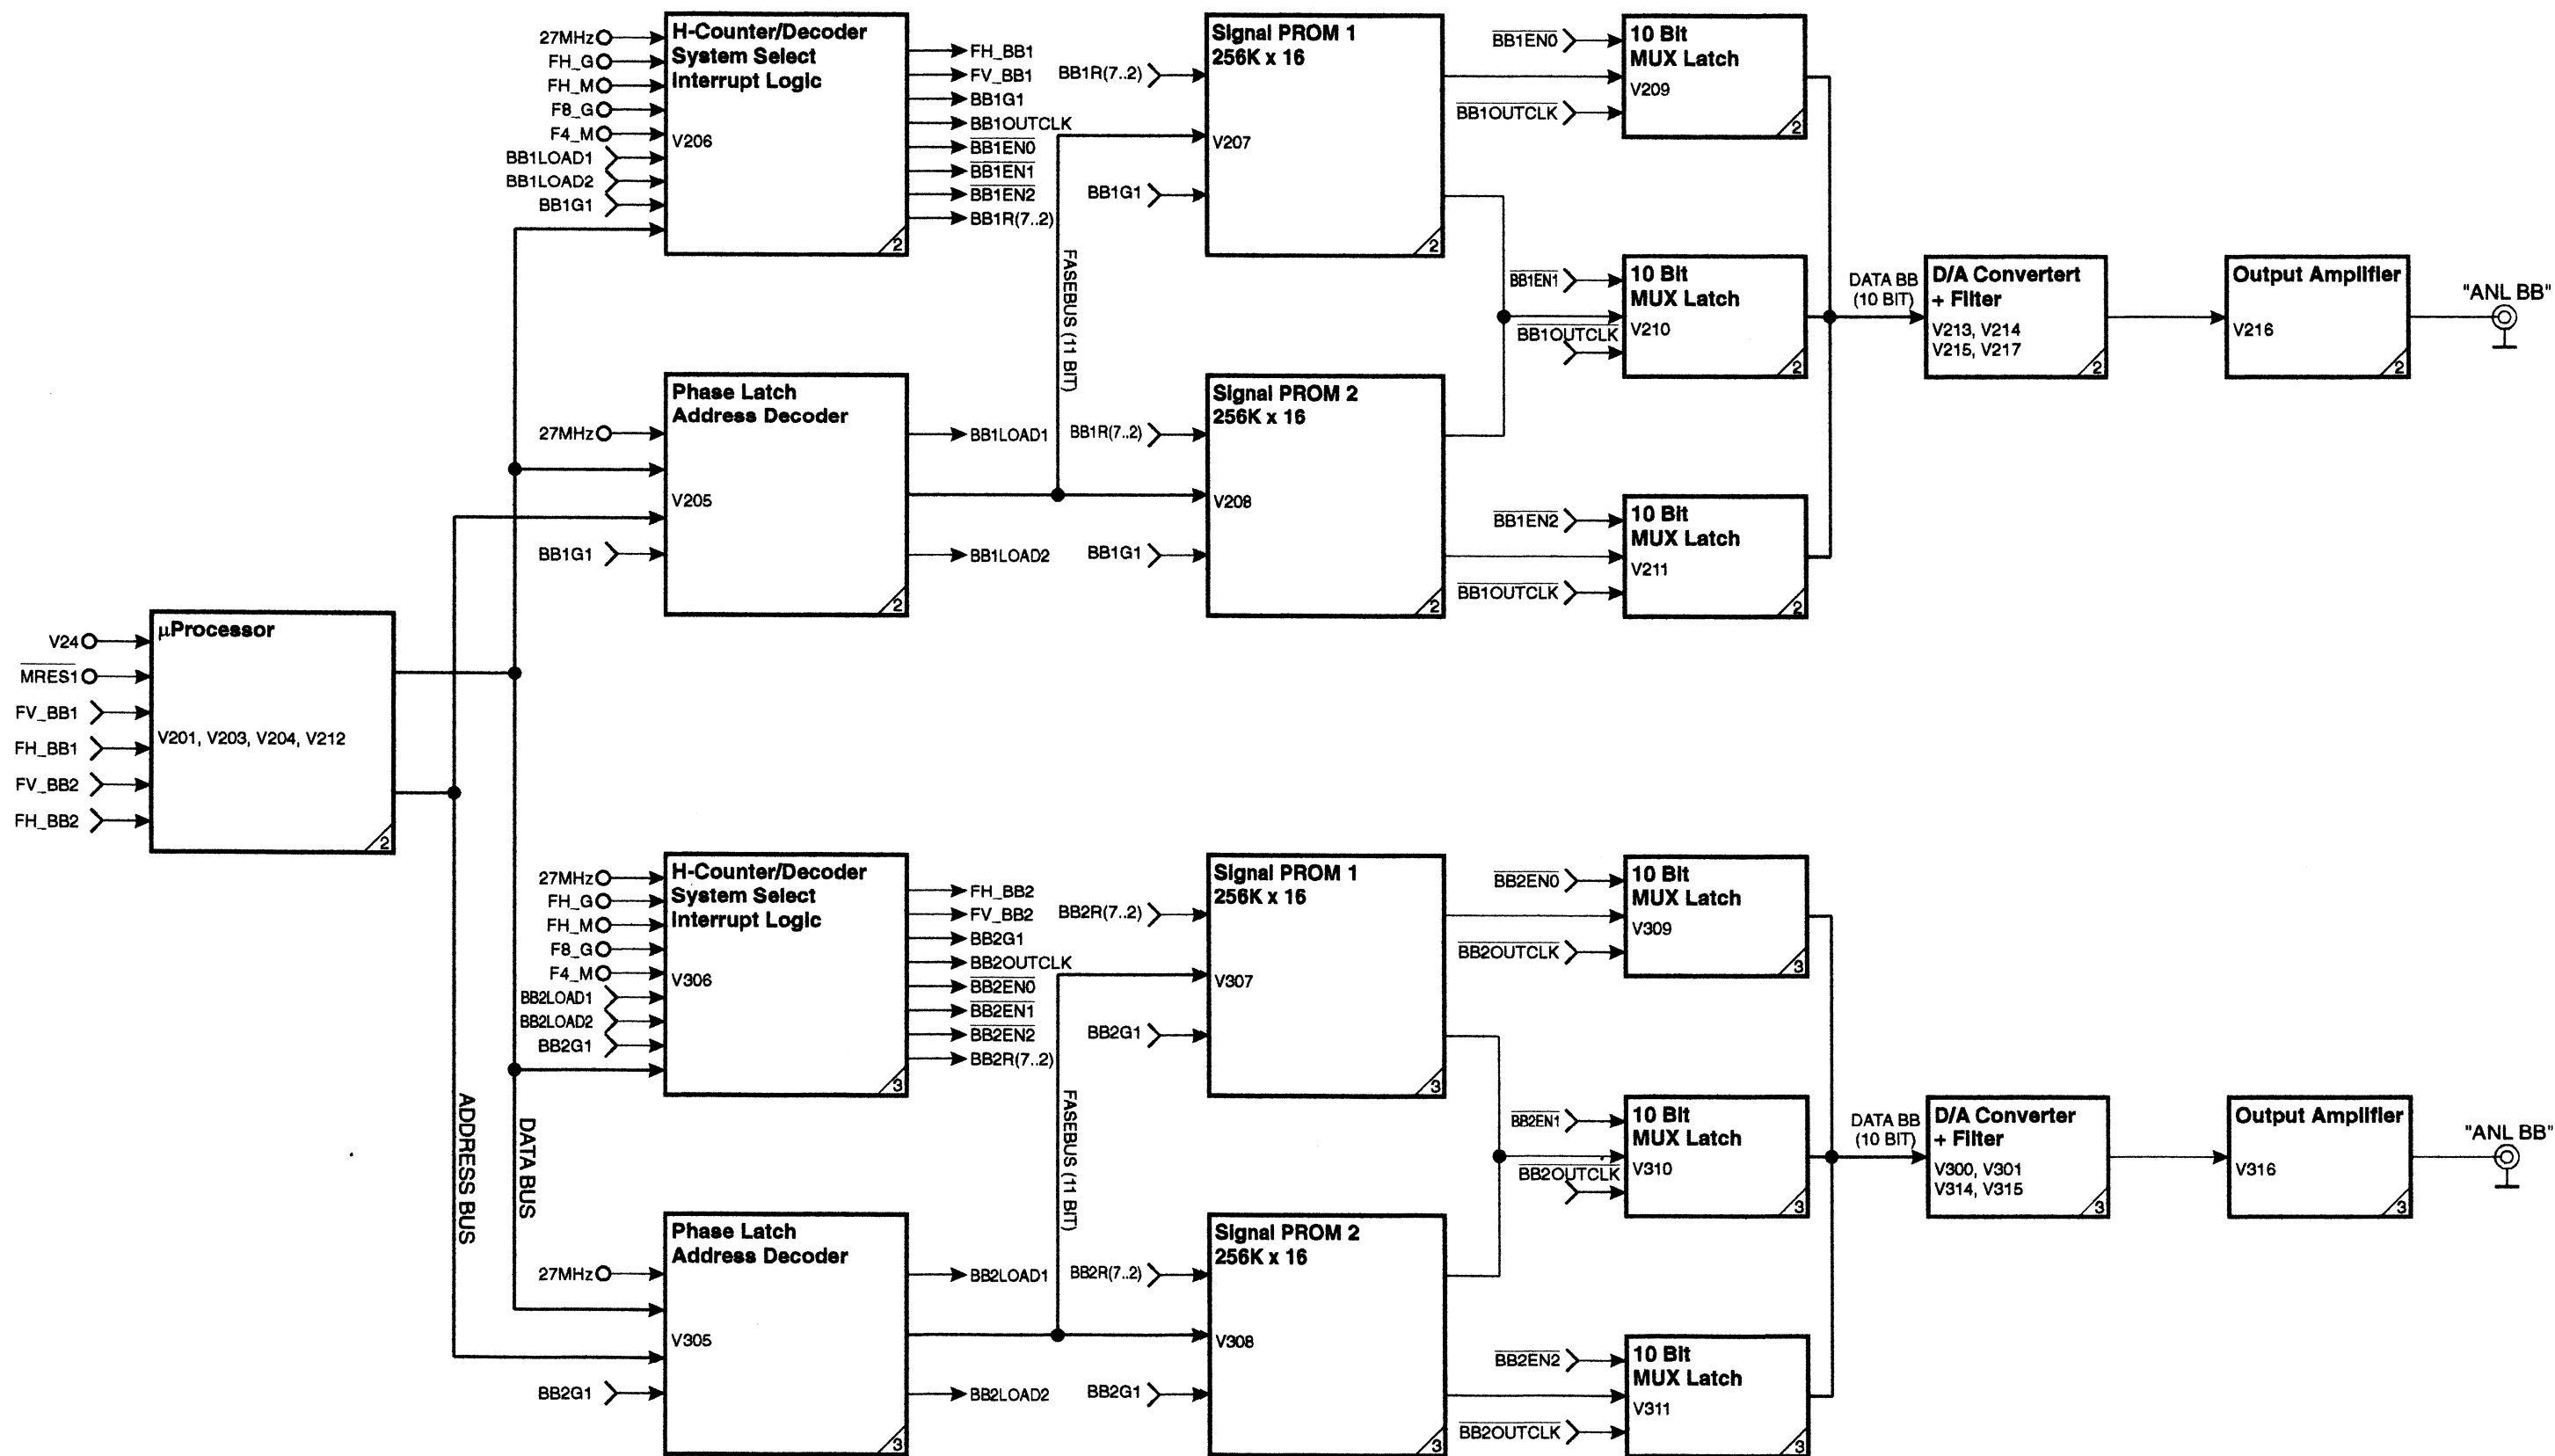 27MHz
FH_G
FH_M
F8_G
F4_M
BB1LOAD1
BB1LOAD2
BB1G1
H-Counter/Decoder
System Select
Interrupt Logic
V206
2
FH_BB1
FV_BB1
BB1G1
BB1OUTCLK
BB1EN0
BB1EN1
BB1EN2
BB1R(7..2)
FASEBUS (11 BIT)
BB1R(7..2)
BB1G1
Signal PROM 1
256K x 16
V207
2
BB1EN0
BB1OUTCLK
10 Bit
MUX Latch
V209
2
BB1EN1
BB1OUTCLK
10 Bit
MUX Latch
V210
2
DATA BB
(10 BIT)
D/A Convertert
+ Filter
V213, V214
V215, V217
2
Output Amplifier
V216
2
"ANL BB"
27MHz
BB1G1
Phase Latch
Address Decoder
V205
2
BB1LOAD1
BB1LOAD2
BB1R(7..2)
BB1G1
Signal PROM 2
256K x 16
V208
2
BB1EN2
BB1OUTCLK
10 Bit
MUX Latch
V211
2
V24
MRES1
FV_BB1
FH_BB1
FV_BB2
FH_BB2
µProcessor
V201, V203, V204, V212
2
ADDRESS BUS
DATA BUS
27MHz
FH_G
FH_M
F8_G
F4_M
BB2LOAD1
BB2LOAD2
BB2G1
H-Counter/Decoder
System Select
Interrupt Logic
V306
3
FH_BB2
FV_BB2
BB2G1
BB2OUTCLK
BB2EN0
BB2EN1
BB2EN2
BB2R(7..2)
FASEBUS (11 BIT)
BB2R(7..2)
BB2G1
Signal PROM 1
256K x 16
V307
3
BB2EN0
BB2OUTCLK
10 Bit
MUX Latch
V309
3
BB2EN1
BB2OUTCLK
10 Bit
MUX Latch
V310
3
DATA BB
(10 BIT)
D/A Converter
+ Filter
V300, V301
V314, V315
3
Output Amplifier
V316
3
"ANL BB"
27MHz
BB2G1
Phase Latch
Address Decoder
V305
3
BB2LOAD1
BB2LOAD2
BB2R(7..2)
BB2G1
Signal PROM 2
256K x 16
V308
3
BB2EN2
BB2OUTCLK
10 Bit
MUX Latch
V311
3